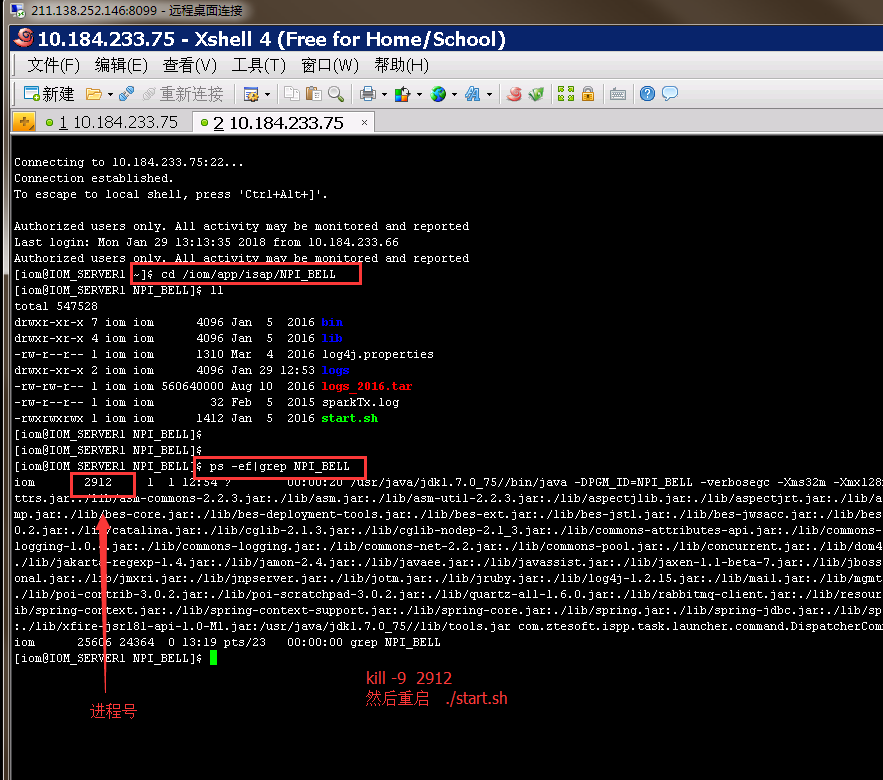 211.138.252.146:8099 - 远程桌面连接
10.184.233.75 - Xshell 4 (Free for Home/School)
文件(F) 编辑(E) 查看(V) 工具(T) 窗口(W) 帮助(H)
新建 重新连接
1 10.184.233.75 2 10.184.233.75 ×
Connecting to 10.184.233.75:22...
Connection established.
To escape to local shell, press 'Ctrl+Alt+]'.
Authorized users only. All activity may be monitored and reported
Last login: Mon Jan 29 13:13:35 2018 from 10.184.233.66
Authorized users only. All activity may be monitored and reported
[iom@IOM_SERVER1 ~]$ cd /iom/app/isap/NPI_BELL
[iom@IOM_SERVER1 NPI_BELL]$ ll
total 547528
drwxr-xr-x 7 iom iom 4096 Jan 5 2016 bin
drwxr-xr-x 4 iom iom 4096 Jan 5 2016 lib
-rw-r--r-- 1 iom iom 1310 Mar 4 2016 log4j.properties
drwxr-xr-x 2 iom iom 4096 Jan 29 12:53 logs
-rw-rw-r-- 1 iom iom 560640000 Aug 10 2016 logs_2016.tar
-rw-r--r-- 1 iom iom 32 Feb 5 2015 sparkTx.log
-rwxrwxrwx 1 iom iom 1412 Jan 5 2016 start.sh
[iom@IOM_SERVER1 NPI_BELL]$
[iom@IOM_SERVER1 NPI_BELL]$
[iom@IOM_SERVER1 NPI_BELL]$ ps -ef|grep NPI_BELL
iom 2912 1 1 12:54 ? 00:00:20 /usr/java/jdk1.7.0_75//bin/java -DPGM_ID=NPI_BELL -verbosegc -Xms32m -Xmx128m
ttrs.jar:./lib/asm-commons-2.2.3.jar:./lib/asm.jar:./lib/asm-util-2.2.3.jar:./lib/aspectjlib.jar:./lib/aspectjrt.jar:./lib/a
mp.jar:./lib/bes-core.jar:./lib/bes-deployment-tools.jar:./lib/bes-ext.jar:./lib/bes-jstl.jar:./lib/bes-jwsacc.jar:./lib/bes
0.2.jar:./lib/catalina.jar:./lib/cglib-2.1.3.jar:./lib/cglib-nodep-2.1_3.jar:./lib/commons-attributes-api.jar:./lib/commons-
logging-1.0. .jar:./lib/commons-logging.jar:./lib/commons-net-2.2.jar:./lib/commons-pool.jar:./lib/concurrent.jar:./lib/dom4
./lib/jakarta-regexp-1.4.jar:./lib/jamon-2.4.jar:./lib/javaee.jar:./lib/javassist.jar:./lib/jaxen-1.1-beta-7.jar:./lib/jboss
onal.jar:./lib/jmxri.jar:./lib/jnpserver.jar:./lib/jotm.jar:./lib/jruby.jar:./lib/log4j-1.2.15.jar:./lib/mail.jar:./lib/mgmt
./lib/poi-contrib-3.0.2.jar:./lib/poi-scratchpad-3.0.2.jar:./lib/quartz-all-1.6.0.jar:./lib/rabbitmq-client.jar:./lib/resour
ib/spring-context.jar:./lib/spring-context-support.jar:./lib/spring-core.jar:./lib/spring.jar:./lib/spring-jdbc.jar:./lib/sp
:./lib/xfire-jsr181-api-1.0-M1.jar:/usr/java/jdk1.7.0_75//lib/tools.jar com.ztesoft.ispp.task.launcher.command.DispatcherCom
iom 25606 24364 0 13:19 pts/23 00:00:00 grep NPI_BELL
[iom@IOM_SERVER1 NPI_BELL]$
kill -9 2912
然后重启 ./start.sh
进程号